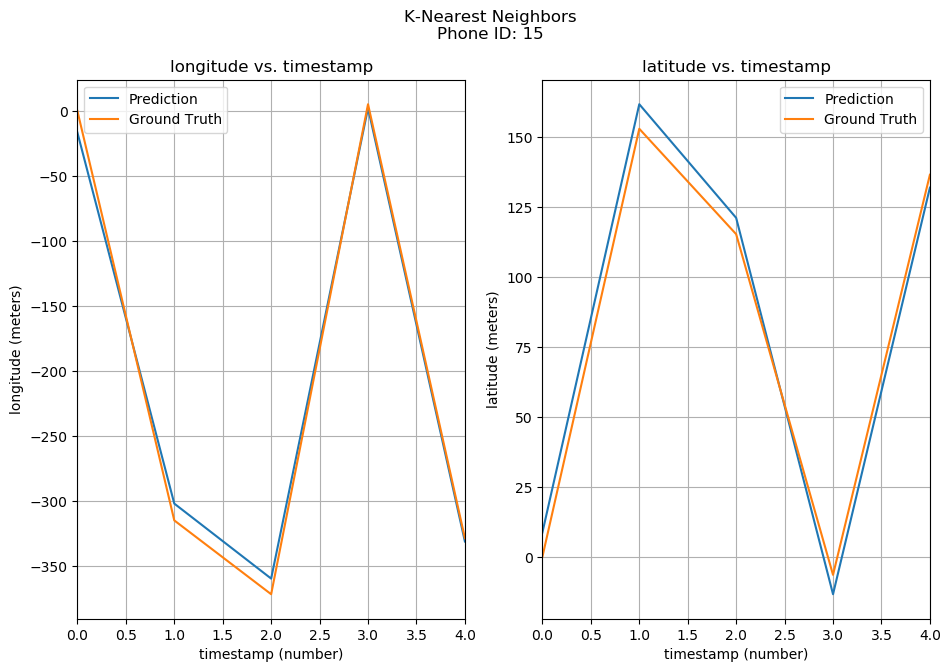 K-Nearest Neighbors
Phone ID: 15
longitude vs. timestamp
Prediction
Ground Truth
0
−50
−100
−150
−200
−250
−300
−350
longitude (meters)
0.0 0.5 1.0 1.5 2.0 2.5 3.0 3.5 4.0
timestamp (number)
latitude vs. timestamp
Prediction
Ground Truth
150
125
100
75
50
25
0
latitude (meters)
0.0 0.5 1.0 1.5 2.0 2.5 3.0 3.5 4.0
timestamp (number)